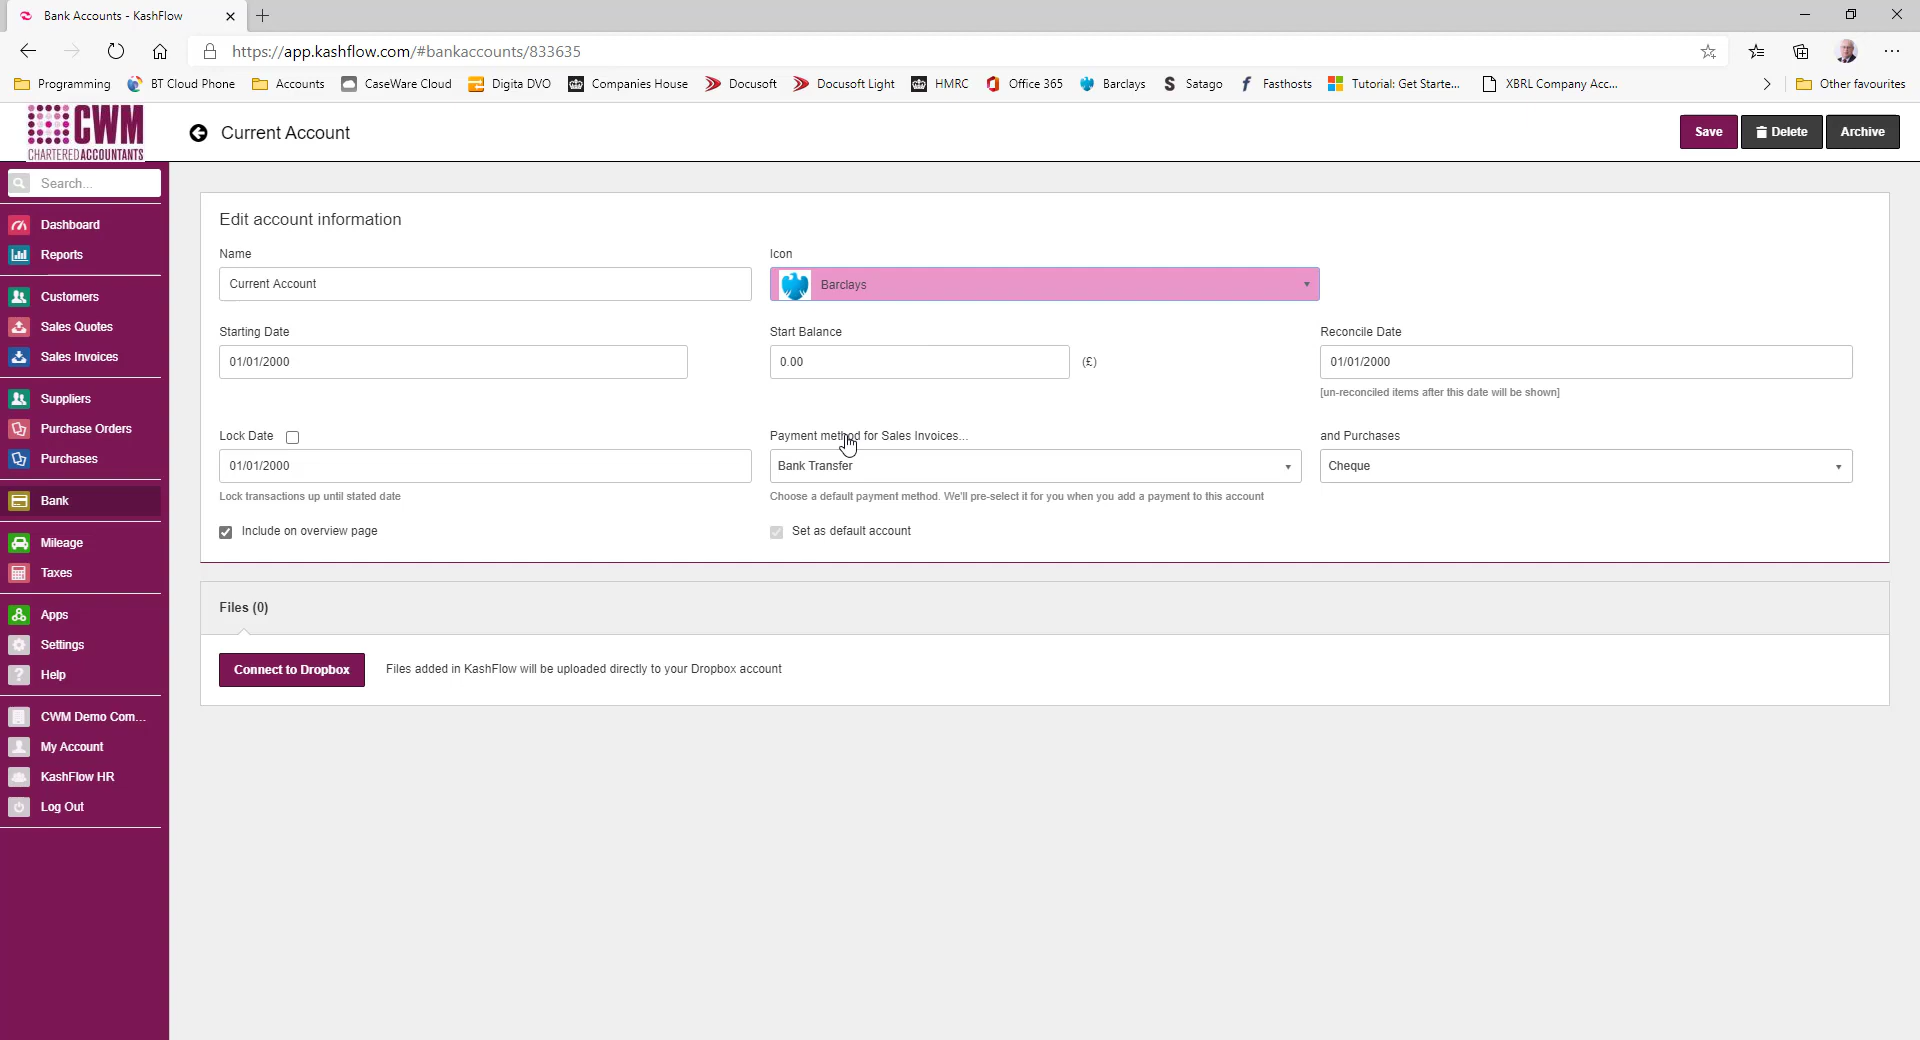 Bank Accounts - KashFlow
https://app.kashflow.com/#bankaccounts/833635
Programming BT Cloud Phone Accounts CaseWare Cloud Digita DVO Companies House Docusoft Docusoft Light HMRC Office 365 Barclays Satago Fasthosts Tutorial: Get Starte... XBRL Company Acc... Other favourites
CWM
CHARTEREDACCOUNTANTS
Current Account
Save
Delete
Archive
Search...
Dashboard
Reports
Customers
Sales Quotes
Sales Invoices
Suppliers
Purchase Orders
Purchases
Bank
Mileage
Taxes
Apps
Settings
Help
CWM Demo Com...
My Account
KashFlow HR
Log Out
Edit account information
Name
Current Account
Icon
Barclays
Starting Date
01/01/2000
Start Balance
0.00 (£)
Reconcile Date
01/01/2000
[un-reconciled items after this date will be shown]
Lock Date
01/01/2000
Lock transactions up until stated date
Payment method for Sales Invoices...
Bank Transfer
Choose a default payment method. We'll pre-select it for you when you add a payment to this account
and Purchases
Cheque
Include on overview page
Set as default account
Files (0)
Connect to Dropbox
Files added in KashFlow will be uploaded directly to your Dropbox account